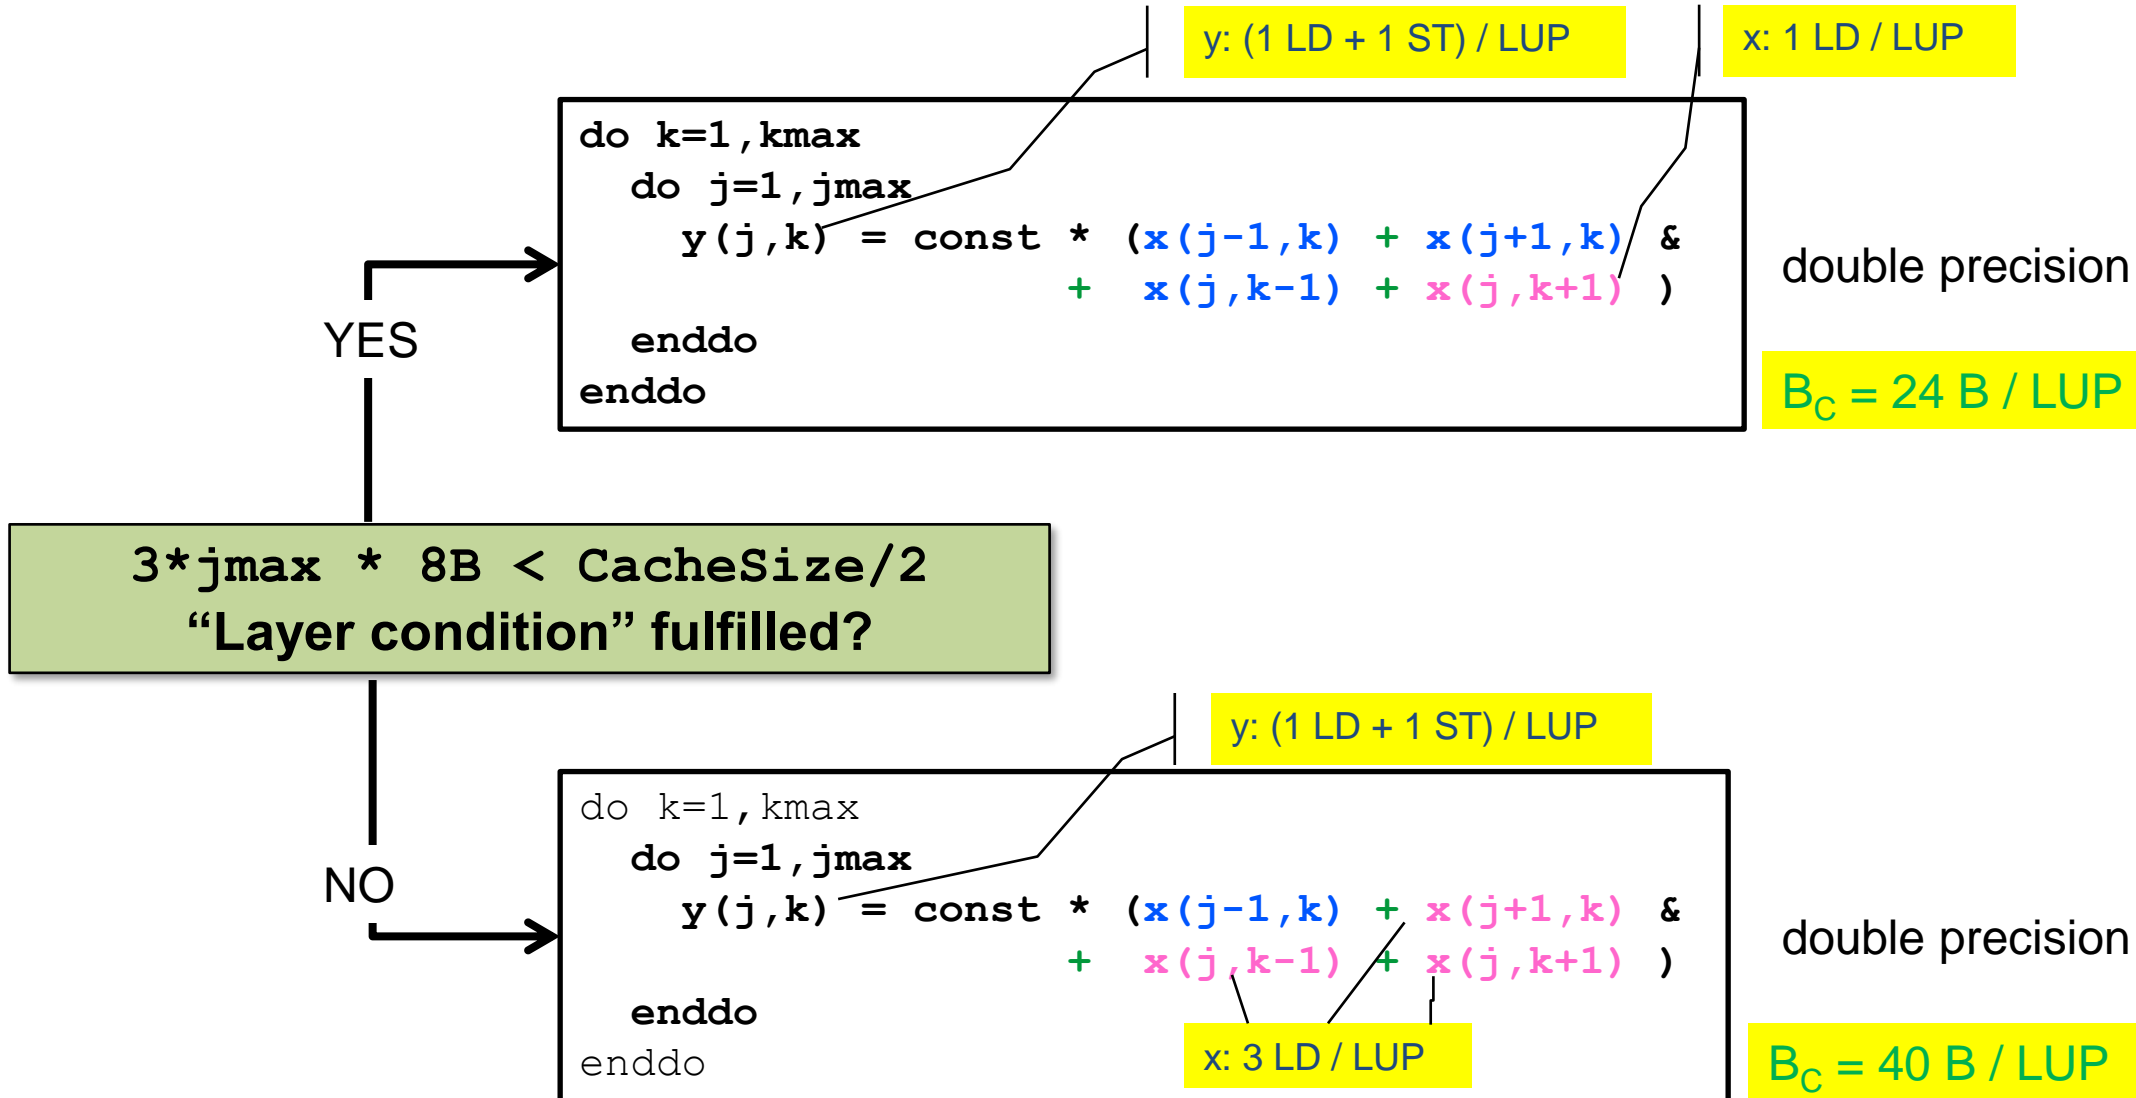 y: (1 LD + 1 ST) / LUP
x: 1 LD / LUP
do k=1,kmax
do j=1,jmax
y(j,k) = const * (x(j-1,k) + x(j+1,k) &
+ x(j,k-1) + x(j,k+1) )
enddo
enddo
double precision
B_C = 24 B / LUP
YES
3*jmax * 8B < CacheSize/2
“Layer condition” fulfilled?
NO
y: (1 LD + 1 ST) / LUP
do k=1,kmax
do j=1,jmax
y(j,k) = const * (x(j-1,k) + x(j+1,k) &
+ x(j,k-1) + x(j,k+1) )
enddo
enddo
x: 3 LD / LUP
double precision
B_C = 40 B / LUP